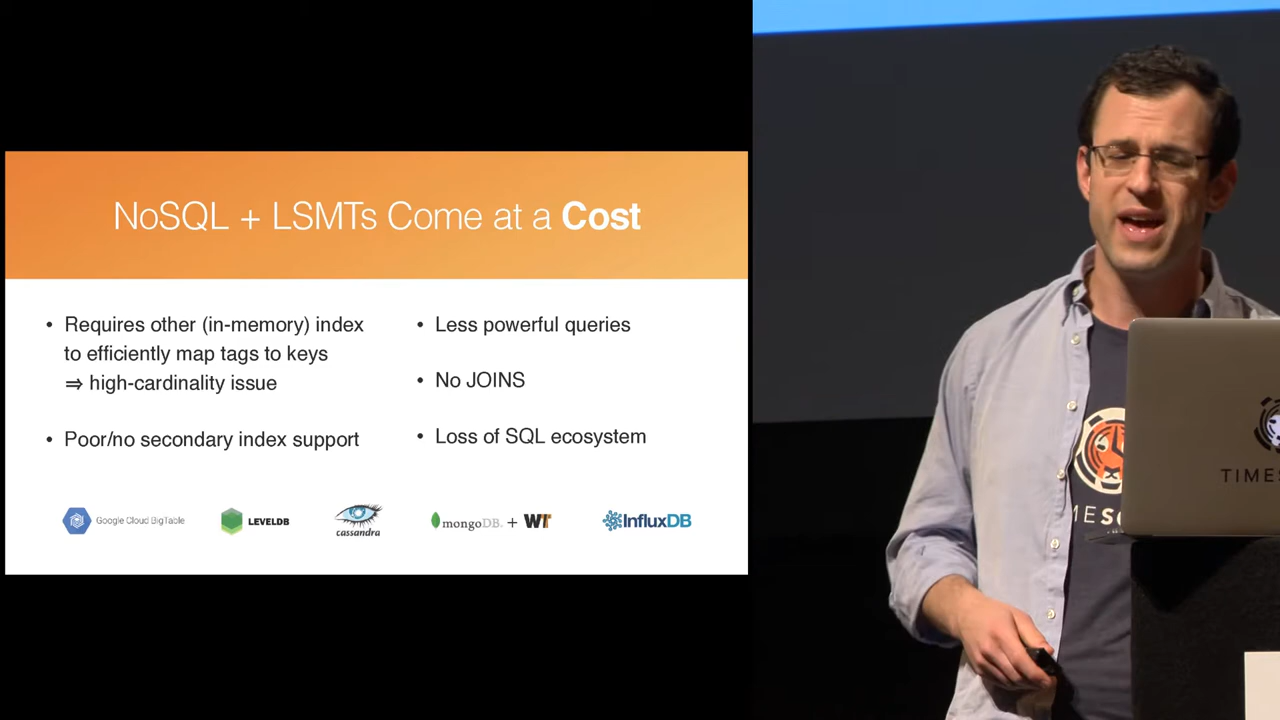 NoSQL + LSMTs Come at a Cost
• Requires other (in-memory) index
to efficiently map tags to keys
⇒ high-cardinality issue
• Poor/no secondary index support
• Less powerful queries
• No JOINS
• Loss of SQL ecosystem
Google Cloud BigTable
LEVELDB
cassandra
mongoDB. + WT
InfluxDB